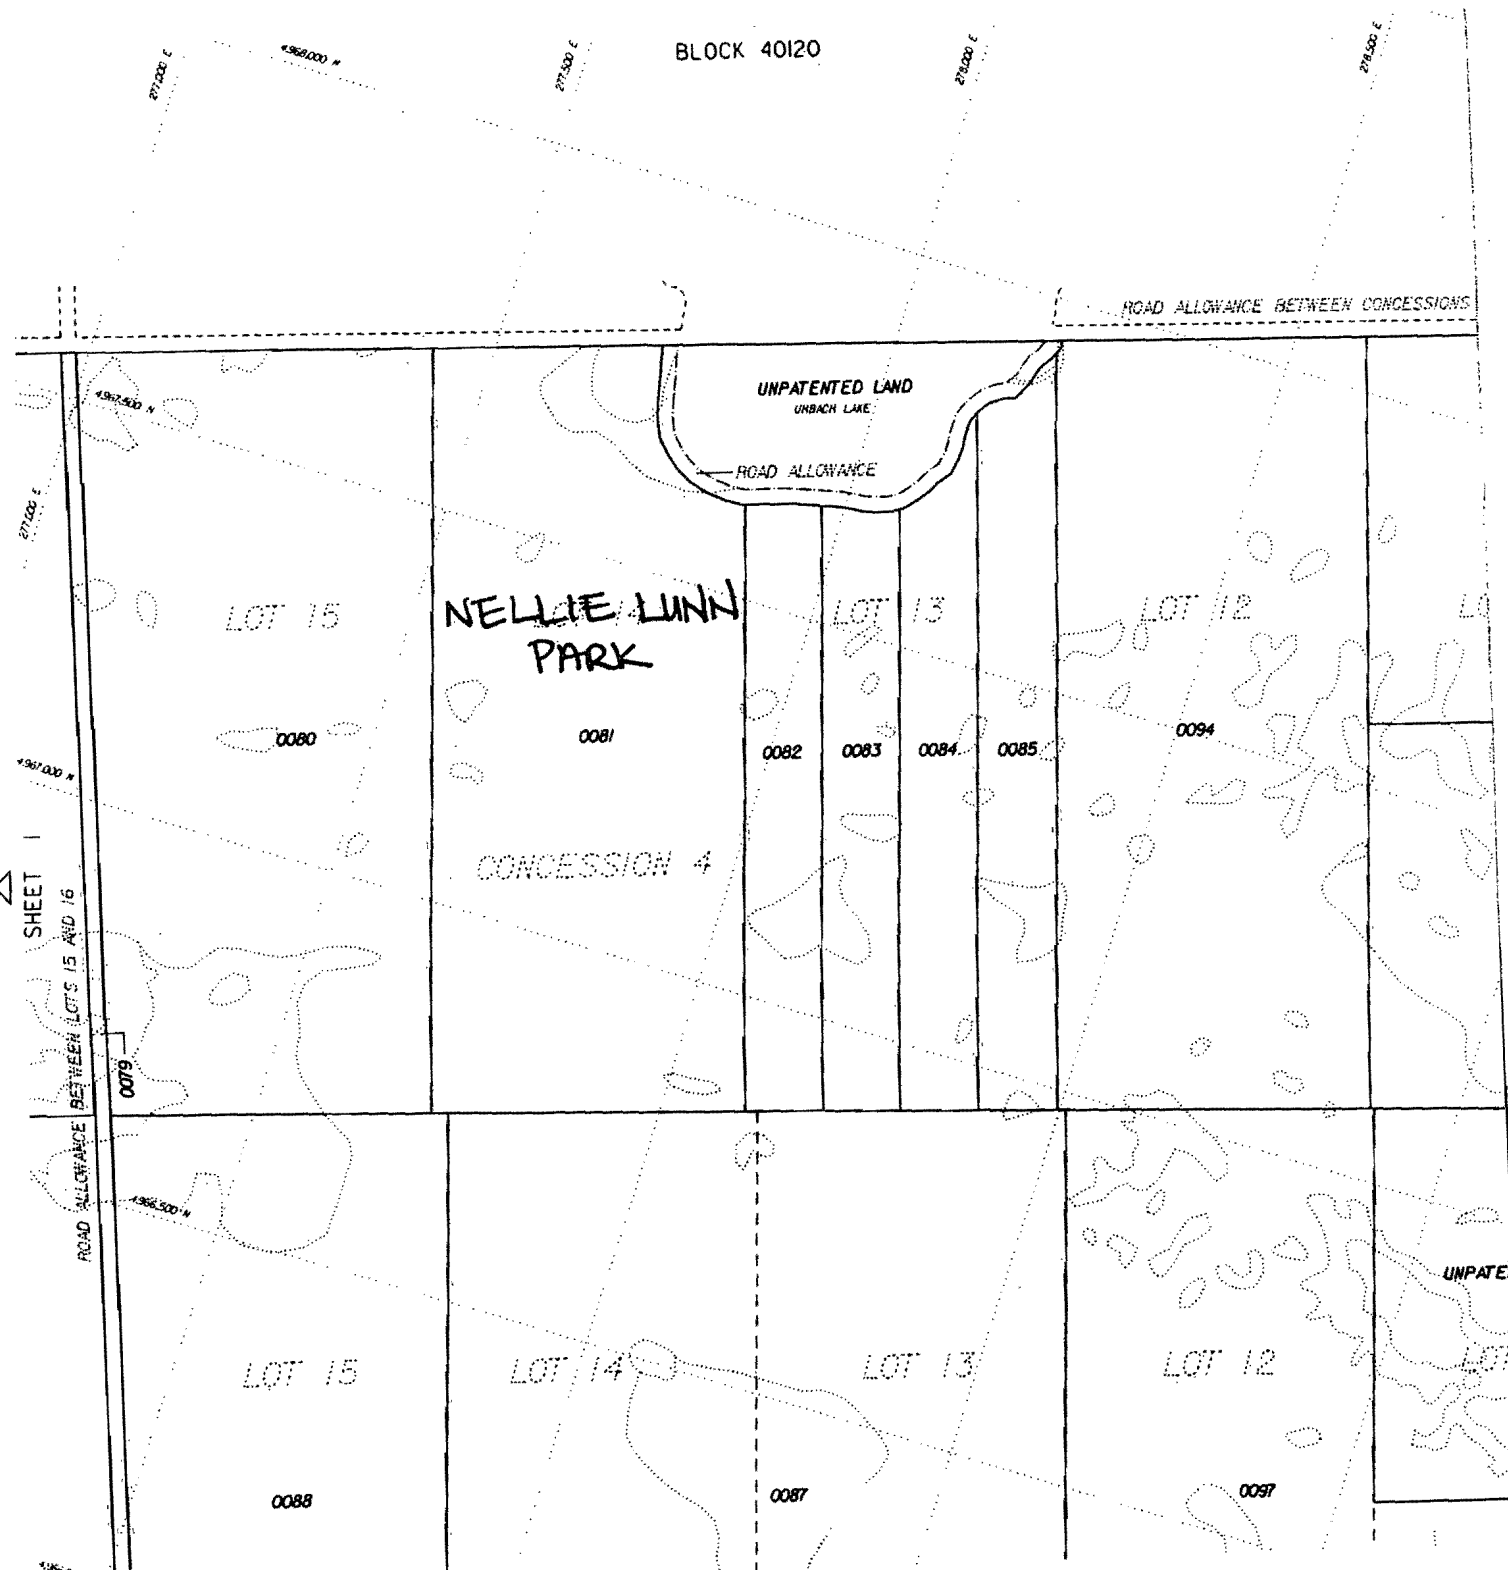 BLOCK 40120
277,000 E
4,968,000 N
277,500 E
278,000 E
278,500 E
ROAD ALLOWANCE BETWEEN CONCESSIONS
UNPATENTED LAND
UHBACH LAKE
4,967,500 N
ROAD ALLOWANCE
277,000 E
LOT 15
NELLIE LUNN
PARK
LOT 13
LOT 12
0080
0081
0082
0083
0084
0085
0094
4,967,000 N
SHEET 1
CONCESSION 4
ROAD ALLOWANCE BETWEEN LOTS 15 AND 16
0079
4,966,500 N
UNPATE
LOT 15
LOT 14
LOT 13
LOT 12
LOT
0088
0087
0097